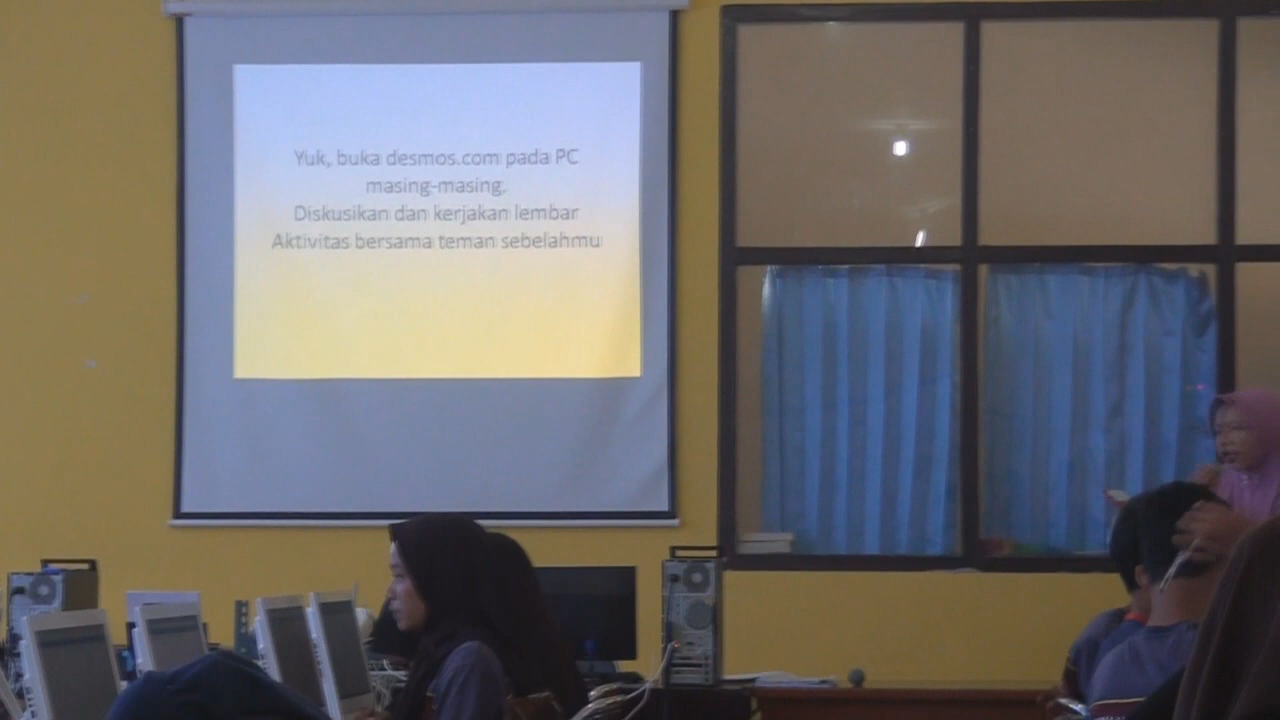 Yuk, buka desmos.com pada PC
masing-masing.
Diskusikan dan kerjakan lembar
Aktivitas bersama teman sebelahmu